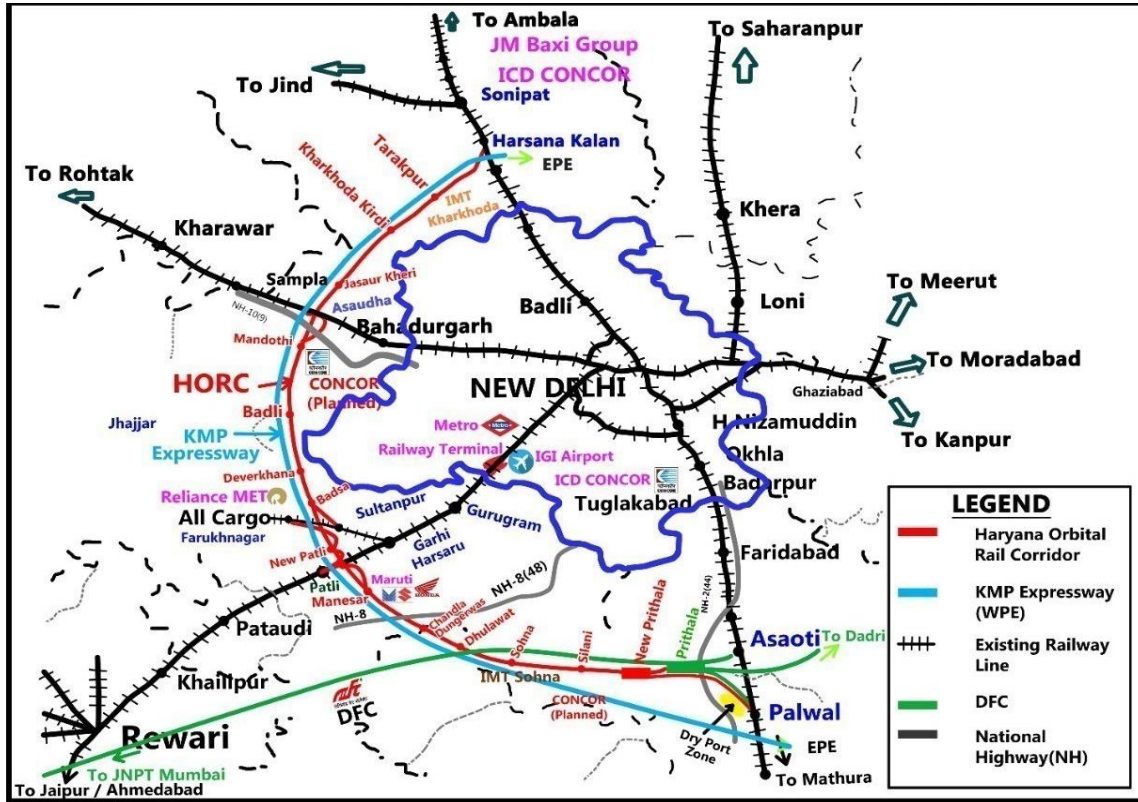 To Ambala
JM Baxi Group
ICD CONCOR
To Saharanpur
To Jind
Sonipat
Harsana Kalan
EPE
Tarakpur
Kharkhoda Kirdi
IMT
Kharkhoda
To Rohtak
Kharawar
Khera
Sampla
Jasaur Kheri
Asaudha
NH-10(9)
Badli
Loni
To Meerut
Bahadurgarh
Mandothi
To Moradabad
HORC
CONCOR
(Planned)
NEW DELHI
Ghaziabad
Badli
H Nizamuddin
To Kanpur
Jhajjar
KMP
Expressway
Metro
Metro
Railway Terminal
IGI Airport
Okhla
Deverkhana
ICD CONCOR
Badarpur
Reliance MET
Badsa
Sultanpur
Tuglakabad
All Cargo
Farukhnagar
Gurugram
Garhi
Harsaru
Faridabad
New Patli
Patli
Maruti
HONDA
Manesar
NH-8(48)
NH-8
NH-2(44)
Chandla
Dungerwas
Dhulawat
Pataudi
Sohna
Silani
New Prithala
Prithala
Asaoti
To Dadri
Khalilpur
IMT Sohna
CONCOR
(Planned)
DFC
Palwal
Dry Port
Zone
EPE
Rewari
To JNPT Mumbai
To Mathura
To Jaipur / Ahmedabad
LEGEND
Haryana Orbital
Rail Corridor
KMP Expressway
(WPE)
Existing Railway
Line
DFC
National
Highway(NH)